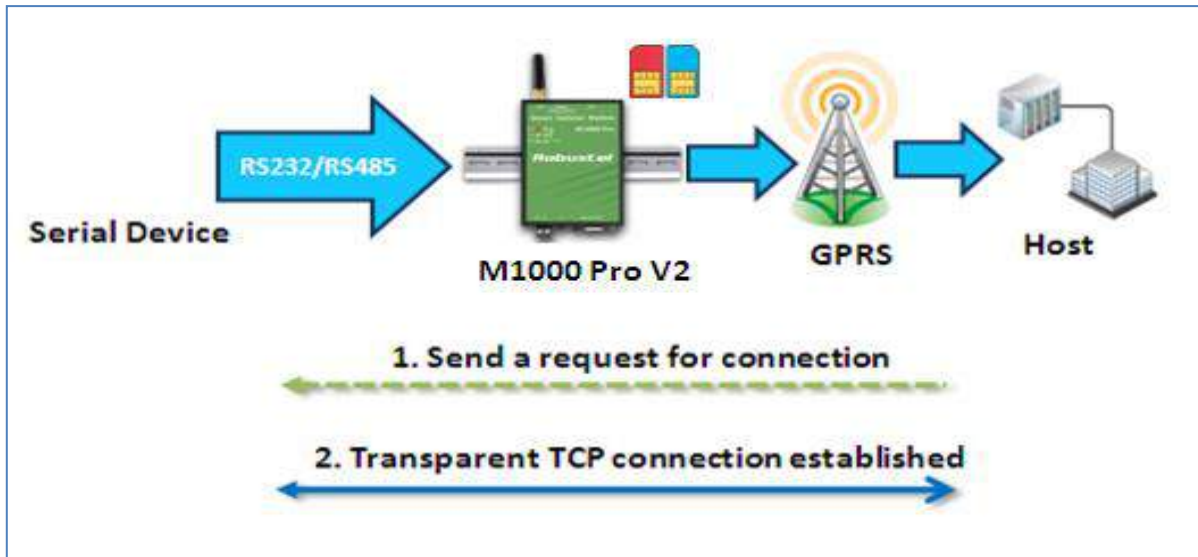 RS232/RS485
Robustel
Serial Device
M1000 Pro V2
GPRS
Host
1. Send a request for connection
2. Transparent TCP connection established